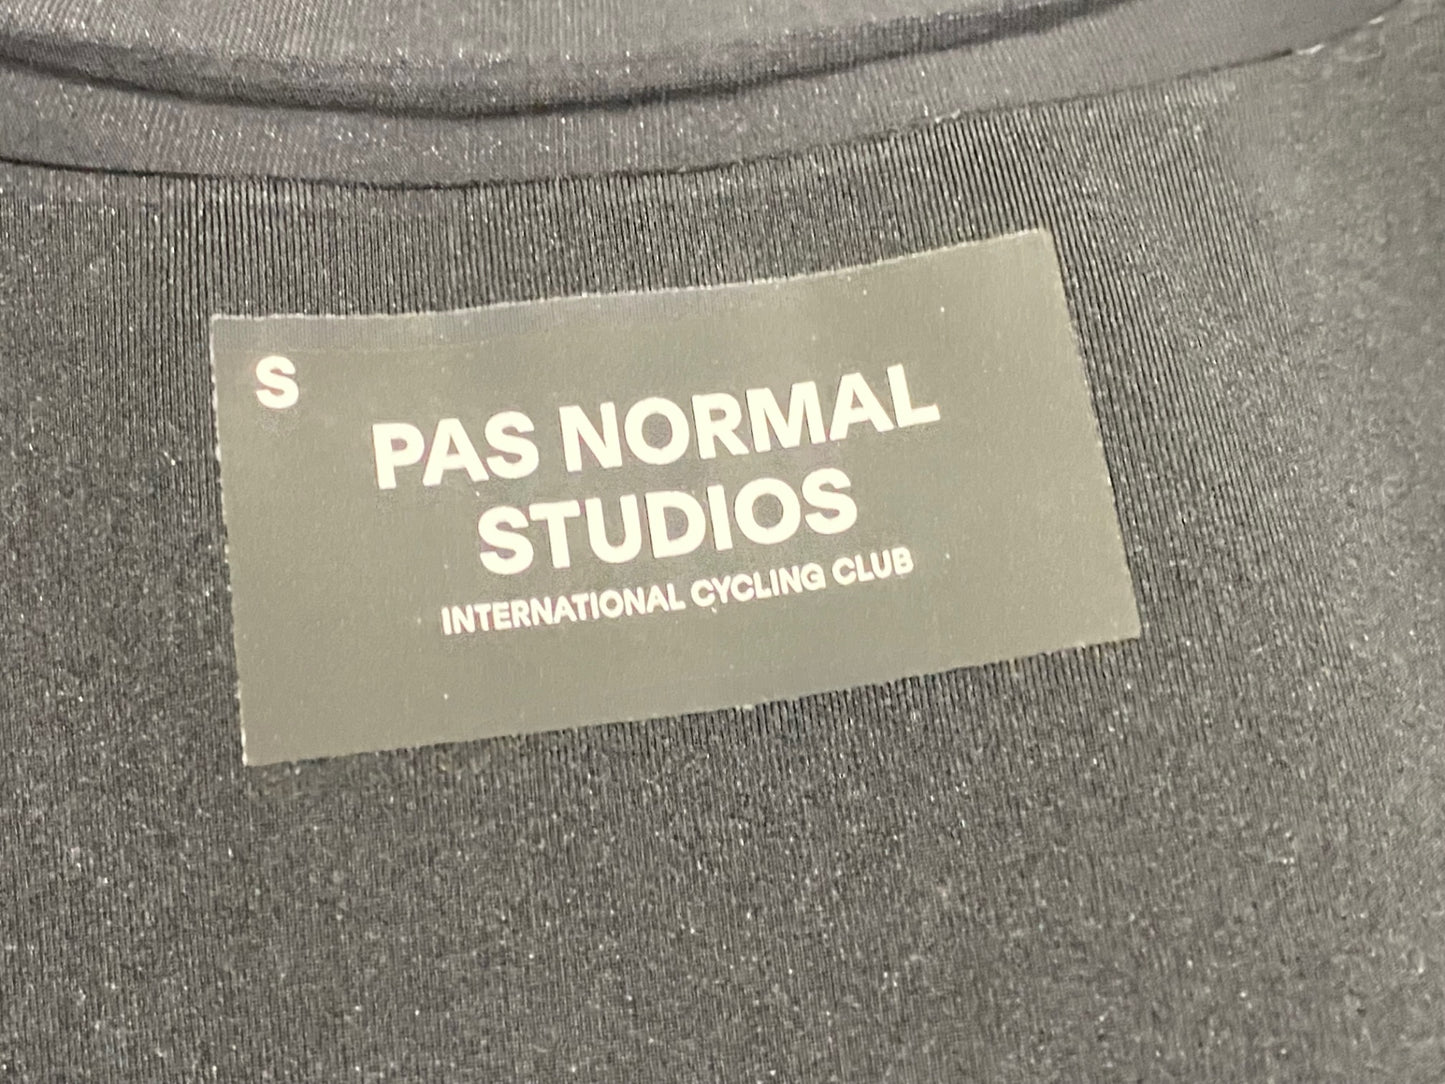 S
PAS NORMAL
STUDIOS
INTERNATIONAL CYCLING CLUB